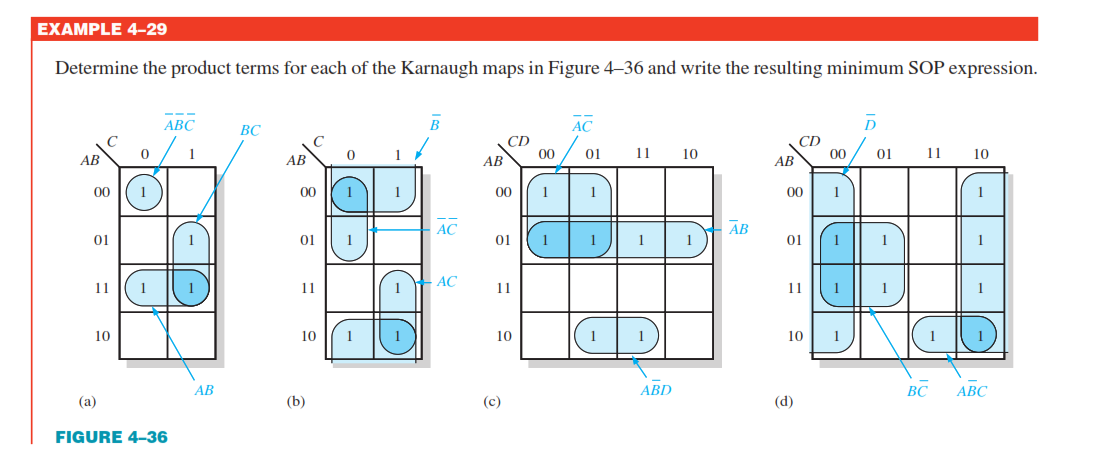 EXAMPLE 4–29
Determine the product terms for each of the Karnaugh maps in Figure 4–36 and write the resulting minimum SOP expression.
A̅B̅C̅
BC
C
AB
0 1
00 1
01 1
11 1 1
10
AB
(a)
B̅
C
AB
0 1
00 1 1
01 1
A̅C̅
11 1
AC
10 1 1
(b)
A̅C̅
CD
AB
00 01 11 10
00 1 1
01 1 1 1 1
A̅B
11
10 1 1
AB̅D
(c)
D̅
CD
AB
00 01 11 10
00 1 1
01 1 1 1
11 1 1 1
10 1 1 1
BC̅
AB̅C
(d)
FIGURE 4–36